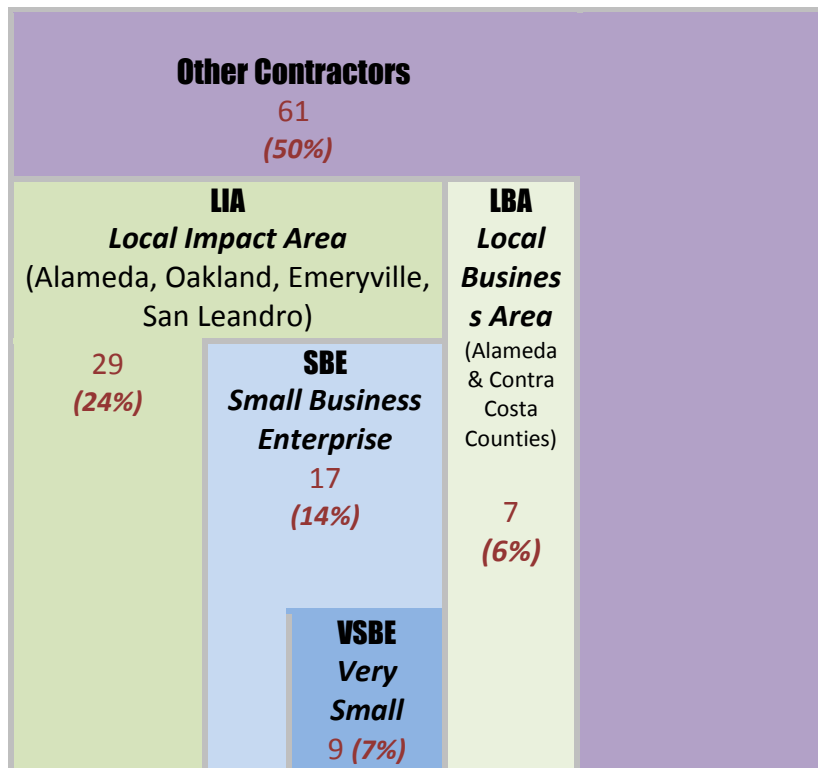 Other Contractors
61
(50%)
LIA
Local Impact Area
(Alameda, Oakland, Emeryville,
San Leandro)
29
(24%)
SBE
Small Business
Enterprise
17
(14%)
VSBE
Very
Small
9 (7%)
LBA
Local
Busines
s Area
(Alameda
& Contra
Costa
Counties)
7
(6%)